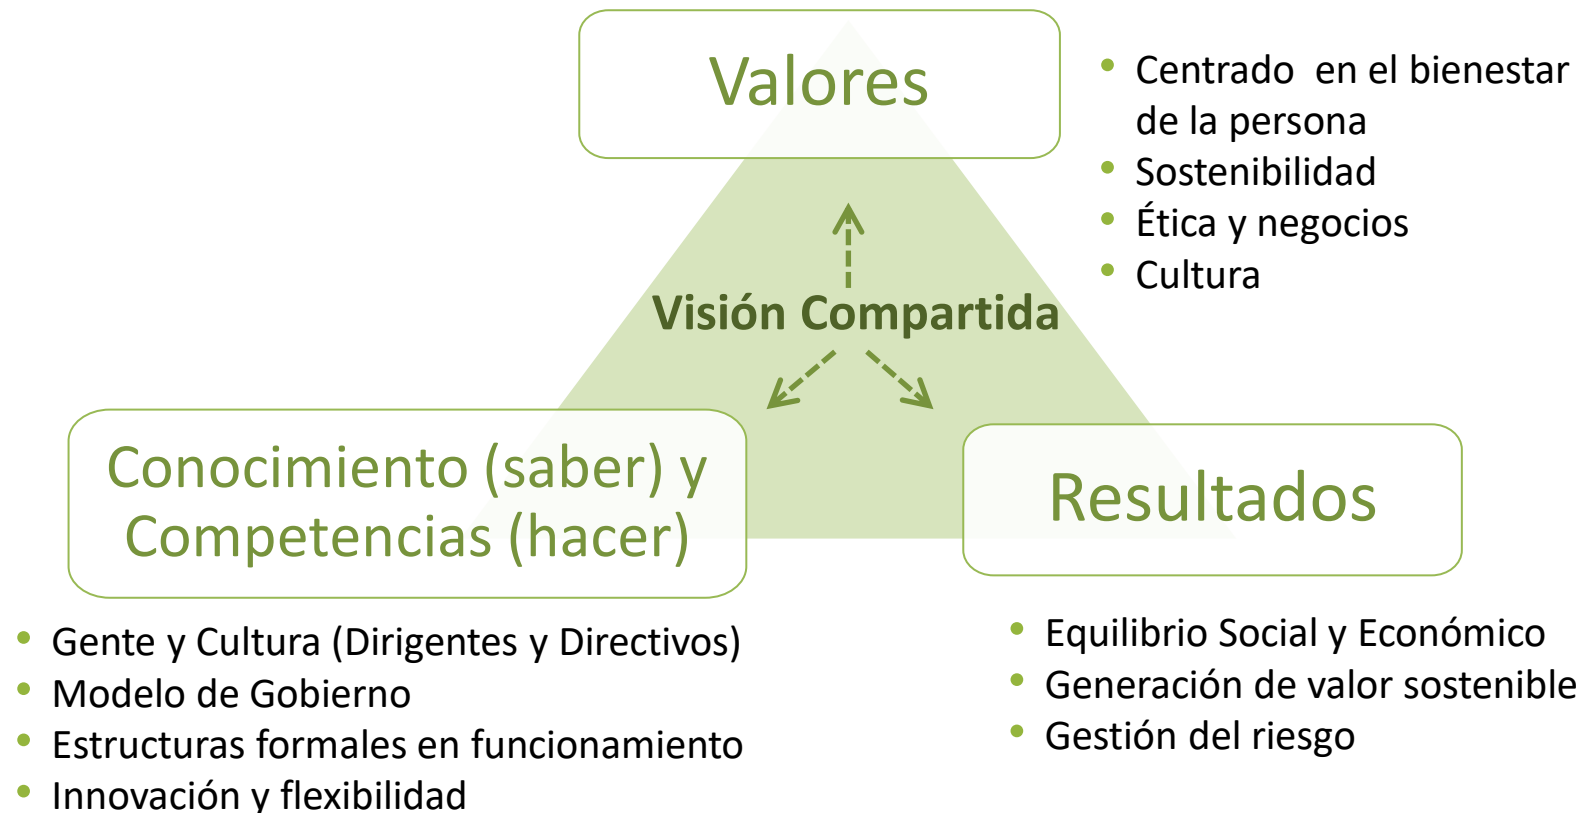 Valores
• Centrado  en el bienestar
de la persona
• Sostenibilidad
• Ética y negocios
• Cultura
Visión Compartida
Conocimiento (saber) y
Competencias (hacer)
• Gente y Cultura (Dirigentes y Directivos)
• Modelo de Gobierno
• Estructuras formales en funcionamiento
• Innovación y flexibilidad
Resultados
• Equilibrio Social y Económico
• Generación de valor sostenible
• Gestión del riesgo